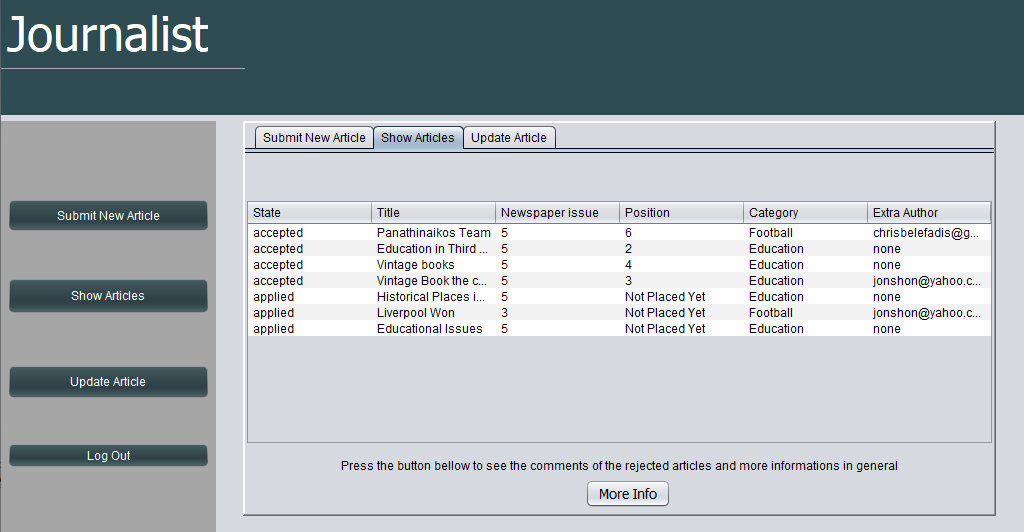 Journalist
Submit New Article Show Articles Update Article
Submit New Article
Show Articles
Update Article
Log Out
State Title Newspaper issue Position Category Extra Author
accepted Panathinaikos Team 5 6 Football chrisbelefadis@g...
accepted Education in Third ... 5 2 Education none
accepted Vintage books 5 4 Education none
accepted Vintage Book the c... 5 3 Education jonshon@yahoo.c...
applied Historical Places i... 5 Not Placed Yet Education none
applied Liverpool Won 3 Not Placed Yet Football jonshon@yahoo.c...
applied Educational Issues 5 Not Placed Yet Education none
Press the button bellow to see the comments of the rejected articles and more informations in general
More Info